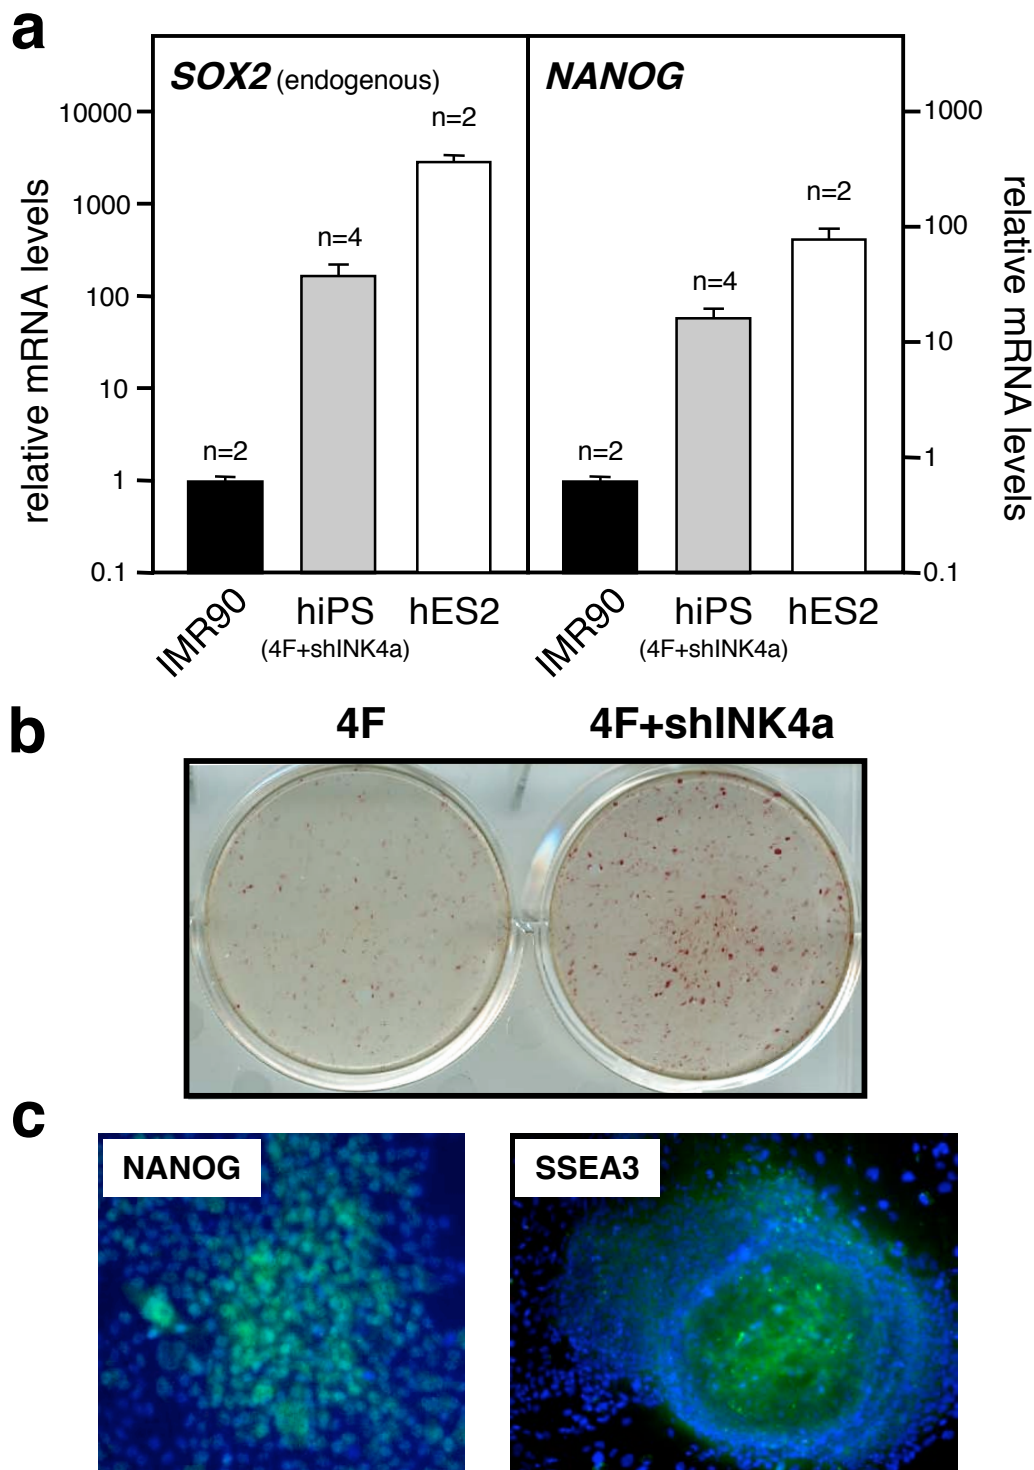 a
SOX2 (endogenous)
NANOG
relative mRNA levels
10000
1000
100
10
1
0.1
n=2
n=4
n=2
n=2
n=4
n=2
1000
100
10
1
0.1
relative mRNA levels
IMR90
hiPS
(4F+shINK4a)
hES2
IMR90
hiPS
(4F+shINK4a)
hES2
b
4F
4F+shINK4a
c
NANOG
SSEA3